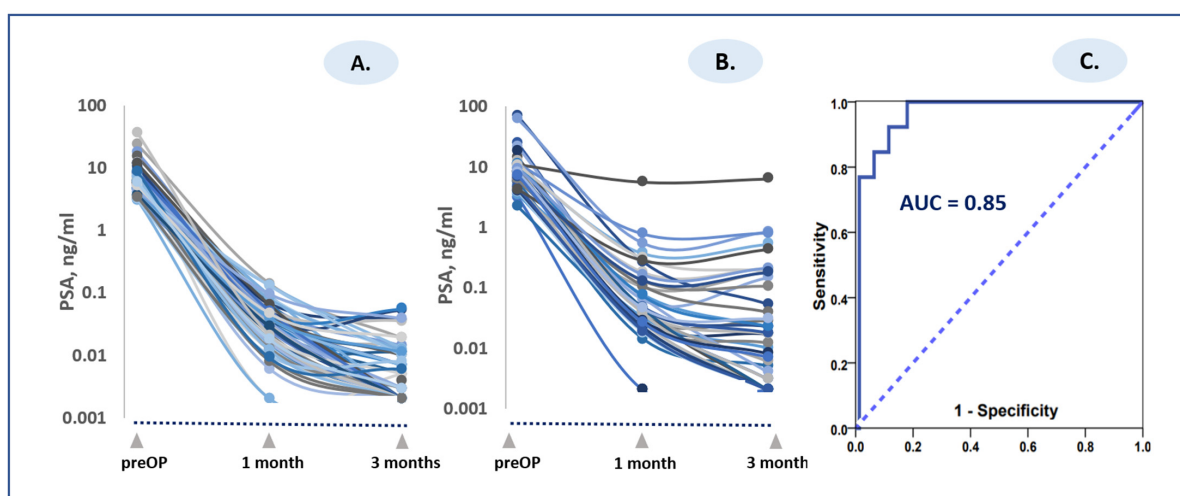 A.
PSA, ng/ml
100
10
1
0.1
0.01
0.001
preOP
1 month
3 months
B.
PSA, ng/ml
100
10
1
0.1
0.01
0.001
preOP
1 month
3 month
C.
Sensitivity
1.0
0.8
0.6
0.4
0.2
0.0
AUC = 0.85
1 - Specificity
0.0 0.2 0.4 0.6 0.8 1.0